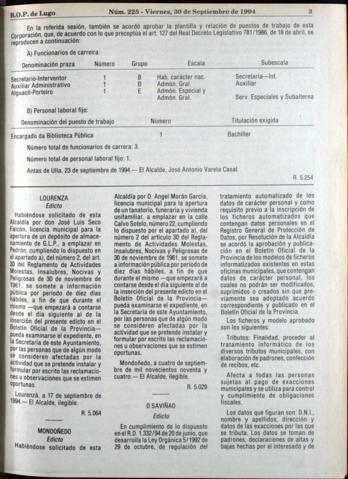 B.O.P. de Lugo
Núm. 225 - Viernes, 30 de Septiembre de 1994
3
En la referida sesión, también se acordó aprobar la plantilla y relación de puestos de trabajo de esta
Corporación, que, de acuerdo con lo que preceptúa el art. 127 del Real Decreto Legislativo 781/1986, de 18 de abril, se
reproducen a continuación:
A) Funcionarios de carrera:
Denominación praza Número Grupo Escala Subescala
Secretario-Interventor 1 B Hab. carácter nac. Secretaría—Int.
Auxiliar Administrativo 1 D Admón. Gral. Auxiliar
Alguacil-Porteiro 1 E Admón. Especial y
Admón. Gral. Serv. Especiales y Subalterna
B) Personal laboral fijo:
Denominación del puesto de trabajo Número Titulación exigida
Encargado da Biblioteca Pública 1 Bachiller
Número total de funcionarios de carrera: 3.
Número total de personal laboral fijo: 1.
Antas de Ulla, 23 de septiembre de 1994.— El Alcalde, José Antonio Varela Casal.
R. 5.254
LOURENZA
Edicto
Habiéndose solicitado de esta
Alcaldía por don José Luis Seco
Falcón, licencia municipal para la
apertura de un depósito de almace-
namiento de G.L.P., a emplazar en
Pedrón, cumpliendo lo dispuesto en
el apartado a), del número 2, del art.
30 del Reglamento de Actividades
Molestas, Insalubres, Nocivas y
Peligrosas de 30 de noviembre de
1961, se somete a información
pública por período de diez días
hábiles, a fin de que durante el
mismo —que empezará a contarse
desde el día siguiente al de la
inserción del presente edicto en el
Boletín Oficial de la Provincia—
pueda examinarse el expediente, en
la Secretaría de este Ayuntamiento,
por las personas que de algún modo
se consideren afectadas por la
actividad que se pretende instalar y
formular por escrito las reclamacio-
nes u observaciones que se estimen
oportunas.
Lourenzá, a 17 de septiembre de
1994.— El Alcalde, ilegible.
R. 5.064
MONDOÑEDO
Edicto
Habiéndose solicitado de esta
Alcaldía por D. Angel Morán García,
licencia municipal para la apertura
de un tanatorio, funeraria y vivienda
unifamiliar, a emplazar en la calle
Calvo Sotelo, número 22, cumpliendo
lo dispuesto por el apartado a), del
número 2 del artículo 30 del Regla-
mento de Actividades Molestas,
Insalubres, Nocivas y Peligrosas de
30 de noviembre de 1961, se somete
a información pública por período de
diez días hábiles, a fin de que
durante el mismo —que empezará a
contarse desde el día siguiente al de
la inserción del presente edicto en el
Boletín Oficial de la Provincia—
pueda examinarse el expediente, en
la Secretaría de este Ayuntamiento,
por las personas que de algún modo
se consideren afectadas por la
actividad que se pretende instalar y
formular por escrito las reclamacio-
nes u observaciones que se estimen
oportunas.
Mondoñedo, a cuatro de septiem-
bre de mil novecientos noventa y
cuatro.— El Alcalde, ilegible.
R. 5.029
O SAVIÑAO
Edicto
En cumplimiento de lo dispuesto
en el R.D. 1.332/94 de 20 de junio, que
desarrolla la Ley Orgánica 5/1992 de
29 de octubre, de regulación del
tratamiento automatizado de los
datos de carácter personal y como
requisito previo a la inscripción de
los ficheros automatizados que
contengan datos personales en el
Registro General de Protección de
Datos, por Resolución de la Alcaldía
se acordó la aprobación y publica-
ción en el Boletín Oficial de la
Provincia de los modelos de ficheros
informatizados existentes en estas
oficinas municipales, que contengan
datos de carácter personal, los
cuales no podrán ser modificados,
suprimidos o creados sin que pre-
viamente sea adoptado acuerdo
correspondiente y publicado en el
Boletín Oficial de la Provincia.
Los ficheros y modelo aprobado
son los siguientes:
Tributos: Finalidad, proceder al
tratamiento informático de los
diversos tributos municipales, con
elaboración de padrones, confección
de recibos, etc.
Afecta a todas las personas
sujetas al pago de exacciones
municipales y se utiliza para control
y cumplimiento de obligaciones
fiscales.
Los datos que figuran son: D.N.I.,
nombre y apellidos; dirección y
datos de las exacciones por las que
se tributa. Los datos se toman de
padrones, declaraciones de altas y
bajas hechas por el interesado y de